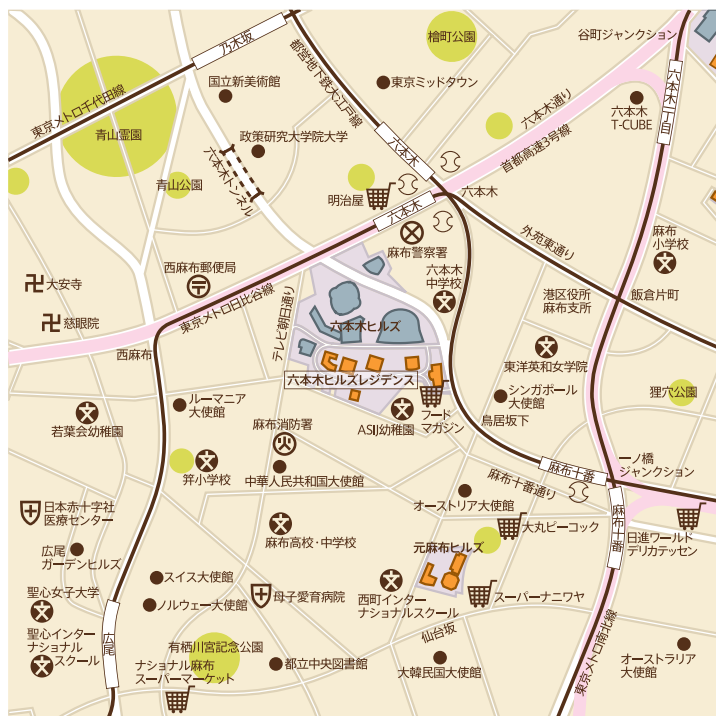 谷町ジャンクション
乃木坂
都営地下鉄大江戸線
檜町公園
国立新美術館
東京ミッドタウン
六本木通り
六本木一丁目
六本木
T-CUBE
東京メトロ千代田線
青山霊園
政策研究大学院大学
六本木トンネル
六本木
首都高速3号線
青山公園
明治屋
六本木
六本木
外苑東通り
麻布
小学校
麻布警察署
西麻布郵便局
六本木
中学校
大安寺
東京メトロ日比谷線
テレビ朝日通り
港区役所
麻布支所
飯倉片町
慈眼院
六本木ヒルズ
西麻布
東洋英和女学院
六本木ヒルズレジデンス
狸穴公園
ルーマニア
大使館
シンガポール
大使館
若葉会幼稚園
麻布消防署
ASIJ幼稚園
フード
マガジン
鳥居坂下
笄小学校
中華人民共和国大使館
麻布十番
一ノ橋
ジャンクション
麻布十番通り
日本赤十字社
医療センター
オーストリア大使館
麻布十番
大丸ピーコック
麻布高校・中学校
日進ワールド
デリカテッセン
広尾
ガーデンヒルズ
元麻布ヒルズ
スイス大使館
聖心女子大学
ノルウェー大使館
母子愛育病院
西町インター
ナショナルスクール
スーパーナニワヤ
聖心インター
ナショナル
スクール
広尾
有栖川宮記念公園
仙台坂
ナショナル麻布
スーパーマーケット
都立中央図書館
大韓民国大使館
東京メトロ南北線
オーストラリア
大使館